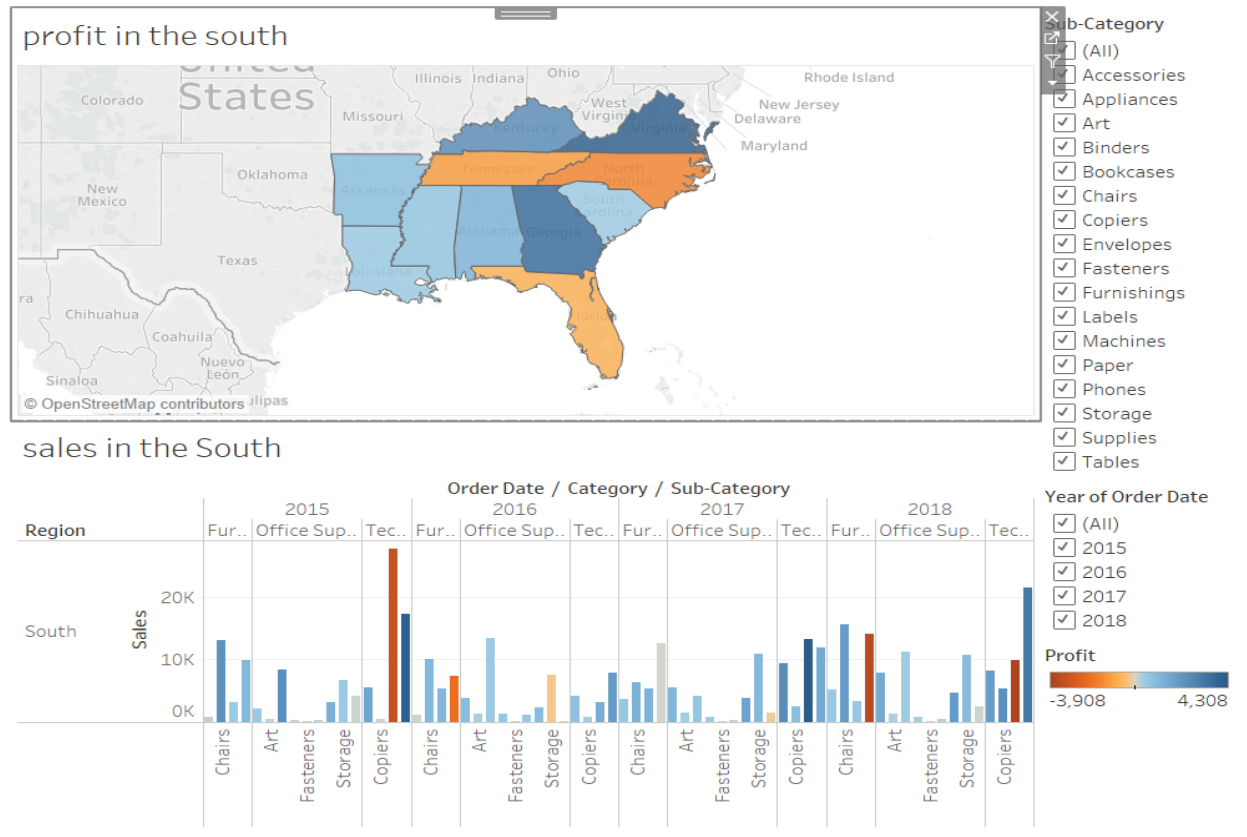 profit in the south
United
States
Illinois
Indiana
Ohio
Rhode Island
Colorado
Missouri
West
Virginia
New Jersey
Delaware
Maryland
Kentucky
Virginia
Oklahoma
Tennessee
North
Carolina
New
Mexico
Arkansas
South
Carolina
Alabama
Georgia
Texas
Louisiana
Florida
Chihuahua
Coahuila
Nuevo
León
Sinaloa
© OpenStreetMap contributors
lipas
Sub-Category
(All)
Accessories
Appliances
Art
Binders
Bookcases
Chairs
Copiers
Envelopes
Fasteners
Furnishings
Labels
Machines
Paper
Phones
Storage
Supplies
Tables
Year of Order Date
(All)
2015
2016
2017
2018
Profit
-3,908 4,308
sales in the South
Order Date / Category / Sub-Category
2015 2016 2017 2018
Region Fur.. Office Sup.. Tec.. Fur.. Office Sup.. Tec.. Fur.. Office Sup.. Tec.. Fur.. Office Sup.. Tec..
South
Sales
20K
10K
0K
Chairs Art Fasteners Storage Copiers Chairs Art Fasteners Storage Copiers Chairs Art Fasteners Storage Copiers Chairs Art Fasteners Storage Copiers